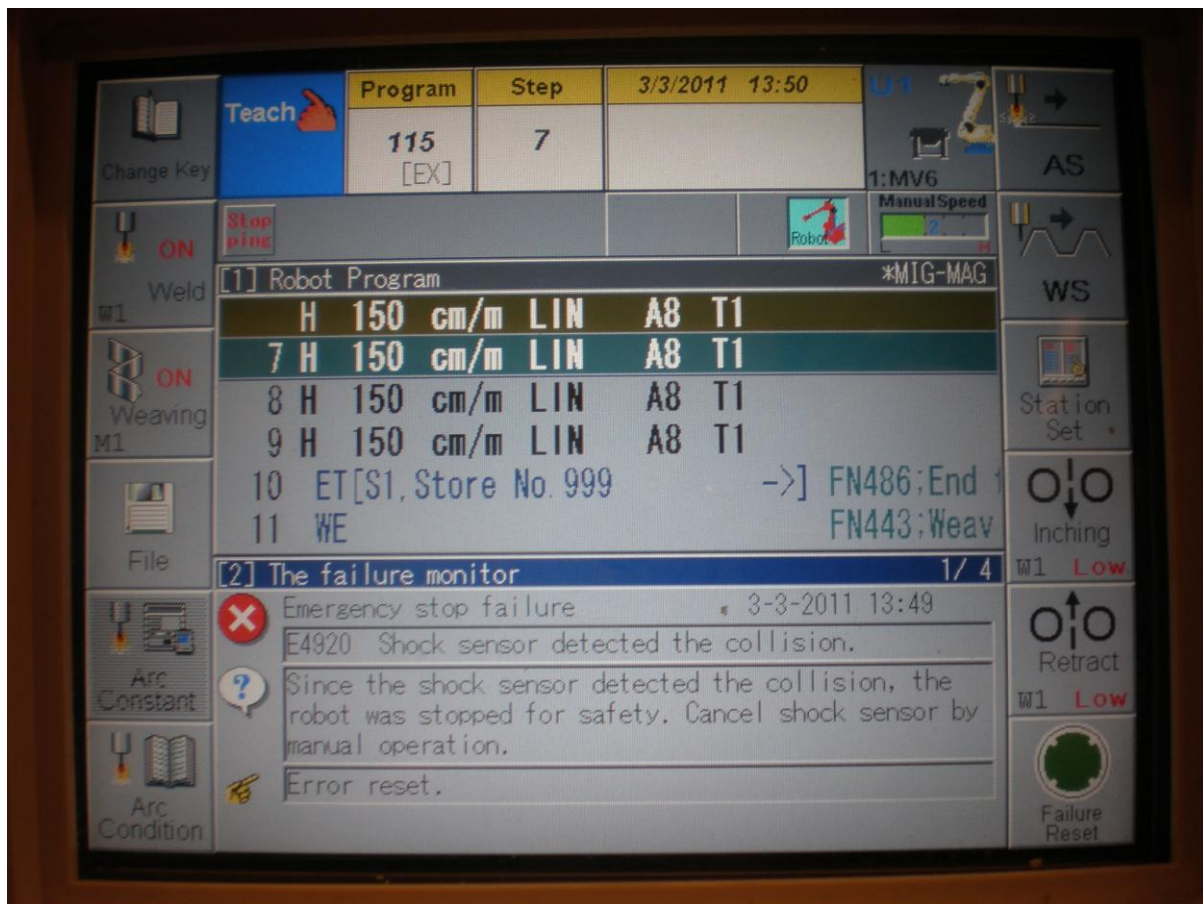 Change Key
Teach
Program
115
[EX]
Step
7
3/3/2011 13:50
U1
1:MV6
AS
ON
Weld
W1
Stop
ping
Robot
Manual Speed
2
H
WS
[1] Robot Program *MIG-MAG
H 150 cm/m LIN A8 T1
7 H 150 cm/m LIN A8 T1
8 H 150 cm/m LIN A8 T1
9 H 150 cm/m LIN A8 T1
10 ET[S1,Store No.999 ->] FN486;End
11 WE FN443;Weav
ON
Weaving
M1
Station
Set
File
Inching
W1 Low
[2] The failure monitor 1/ 4
Emergency stop failure 3-3-2011 13:49
E4920 Shock sensor detected the collision.
Since the shock sensor detected the collision, the
robot was stopped for safety. Cancel shock sensor by
manual operation.
Error reset.
Arc
Constant
Retract
W1 Low
Arc
Condition
Failure
Reset